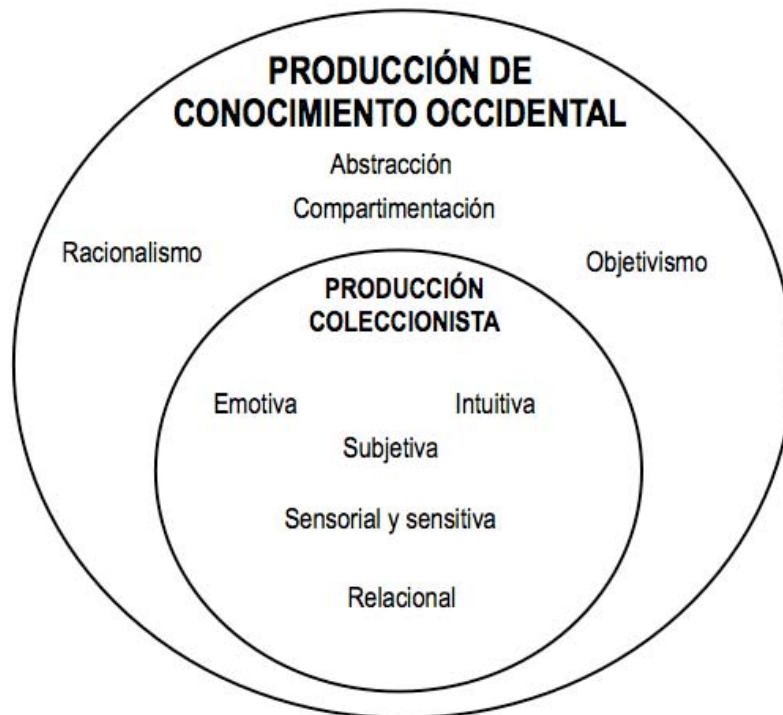 PRODUCCIÓN DE
CONOCIMIENTO OCCIDENTAL
Abstracción
Compartimentación
Racionalismo
Objetivismo
PRODUCCIÓN
COLECCIONISTA
Emotiva
Intuitiva
Subjetiva
Sensorial y sensitiva
Relacional